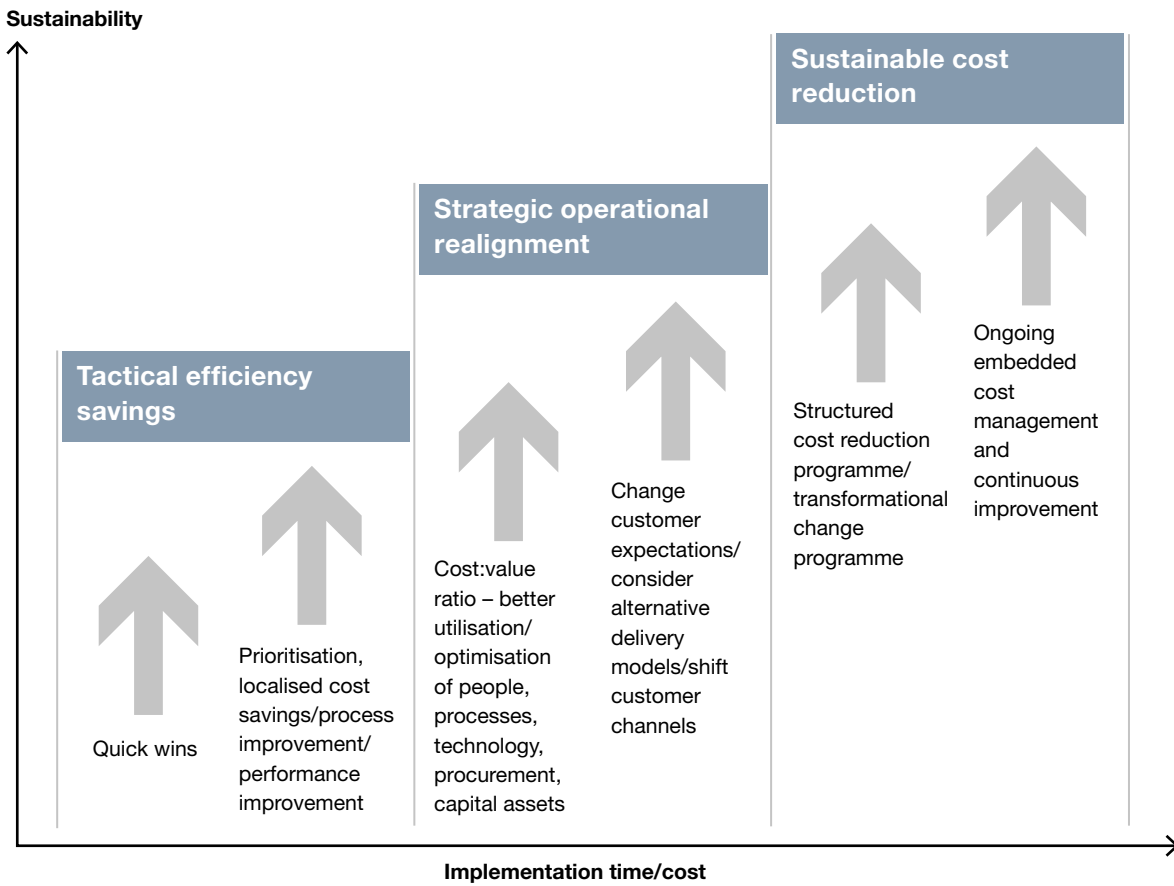 Sustainability
Sustainable cost
reduction
Strategic operational
realignment
Tactical efficiency
savings
Quick wins
Prioritisation,
localised cost
savings/process
improvement/
performance
improvement
Cost:value
ratio – better
utilisation/
optimisation
of people,
processes,
technology,
procurement,
capital assets
Change
customer
expectations/
consider
alternative
delivery
models/shift
customer
channels
Structured
cost reduction
programme/
transformational
change
programme
Ongoing
embedded
cost
management
and
continuous
improvement
Implementation time/cost